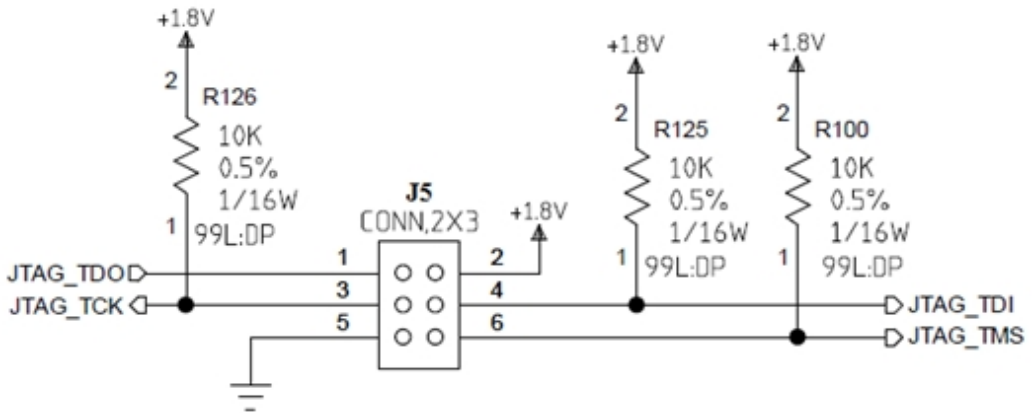 +1.8V
2
R126
10K
0.5%
1/16W
1
99L:DP
J5
CONN,2X3
+1.8V
+1.8V
2
R125
10K
0.5%
1/16W
1
99L:DP
+1.8V
2
R100
10K
0.5%
1/16W
1
99L:DP
JTAG_TDO
1
2
JTAG_TCK
3
4
JTAG_TDI
5
6
JTAG_TMS